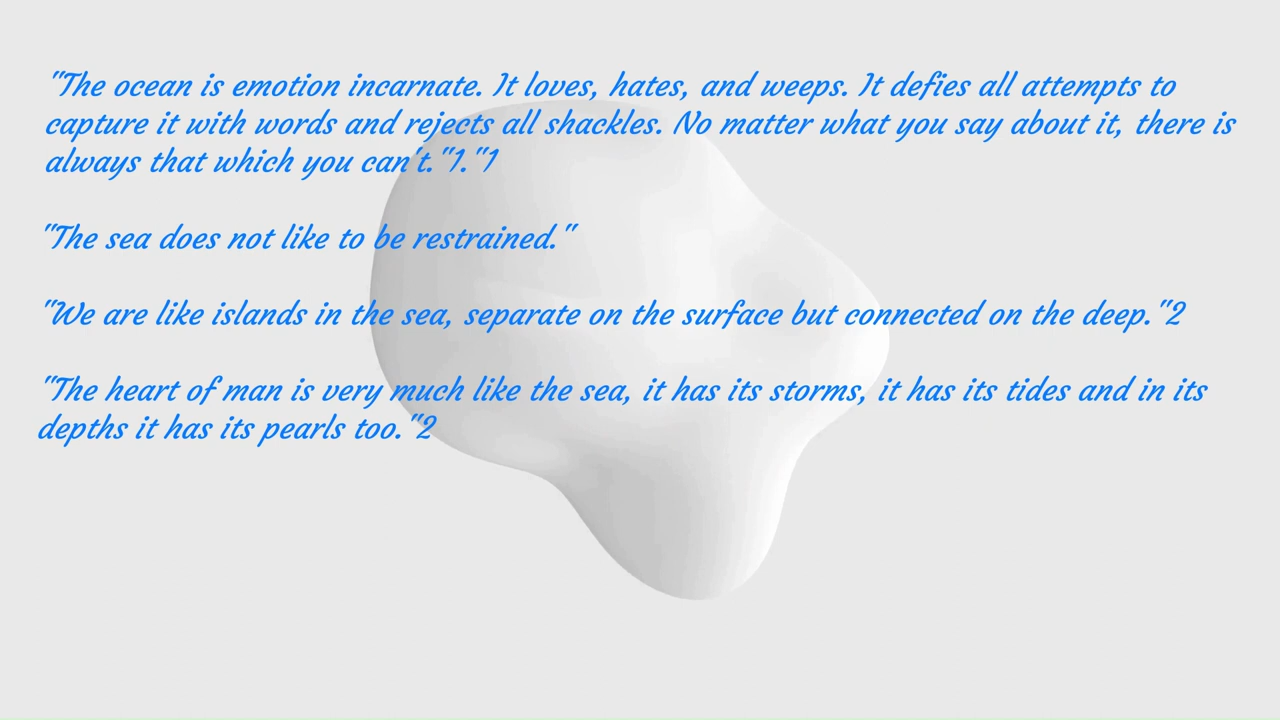 "The ocean is emotion incarnate. It loves, hates, and weeps. It defies all attempts to
capture it with words and rejects all shackles. No matter what you say about it, there is
always that which you can't."1."1
"The sea does not like to be restrained."
"We are like islands in the sea, separate on the surface but connected on the deep."2
"The heart of man is very much like the sea, it has its storms, it has its tides and in its
depths it has its pearls too."2